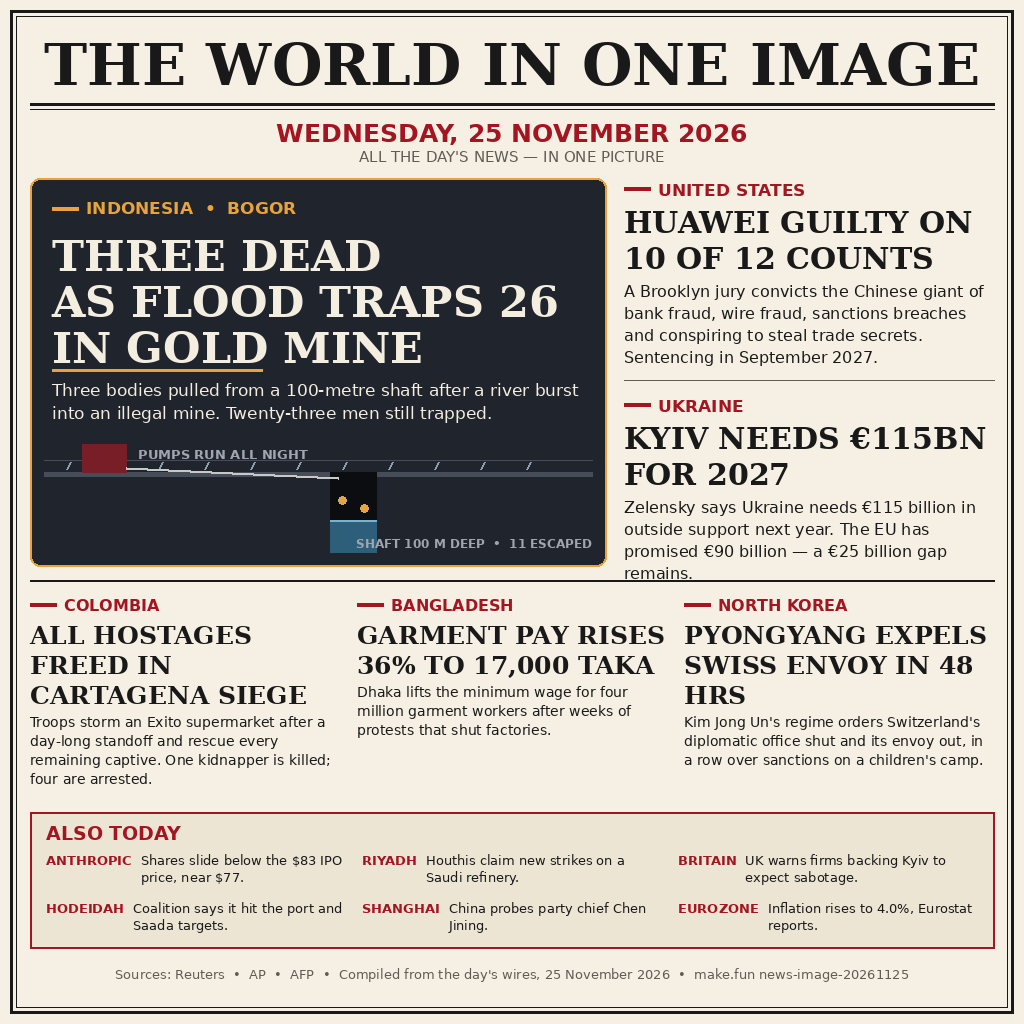 THE WORLD IN ONE IMAGE
WEDNESDAY, 25 NOVEMBER 2026
ALL THE DAY'S NEWS — IN ONE PICTURE
INDONESIA • BOGOR
THREE DEAD
AS FLOOD TRAPS 26
IN GOLD MINE
Three bodies pulled from a 100-metre shaft after a river burst
into an illegal mine. Twenty-three men still trapped.
PUMPS RUN ALL NIGHT
SHAFT 100 M DEEP • 11 ESCAPED
UNITED STATES
HUAWEI GUILTY ON
10 OF 12 COUNTS
A Brooklyn jury convicts the Chinese giant of
bank fraud, wire fraud, sanctions breaches
and conspiring to steal trade secrets.
Sentencing in September 2027.
UKRAINE
KYIV NEEDS €115BN
FOR 2027
Zelensky says Ukraine needs €115 billion in
outside support next year. The EU has
promised €90 billion — a €25 billion gap
remains.
COLOMBIA
ALL HOSTAGES
FREED IN
CARTAGENA SIEGE
Troops storm an Exito supermarket after a
day-long standoff and rescue every
remaining captive. One kidnapper is killed;
four are arrested.
BANGLADESH
GARMENT PAY RISES
36% TO 17,000 TAKA
Dhaka lifts the minimum wage for four
million garment workers after weeks of
protests that shut factories.
NORTH KOREA
PYONGYANG EXPELS
SWISS ENVOY IN 48
HRS
Kim Jong Un's regime orders Switzerland's
diplomatic office shut and its envoy out, in
a row over sanctions on a children's camp.
ALSO TODAY
ANTHROPIC Shares slide below the $83 IPO
price, near $77.
RIYADH Houthis claim new strikes on a
Saudi refinery.
BRITAIN UK warns firms backing Kyiv to
expect sabotage.
HODEIDAH Coalition says it hit the port and
Saada targets.
SHANGHAI China probes party chief Chen
Jining.
EUROZONE Inflation rises to 4.0%, Eurostat
reports.
Sources: Reuters • AP • AFP • Compiled from the day's wires, 25 November 2026 • make.fun news-image-20261125